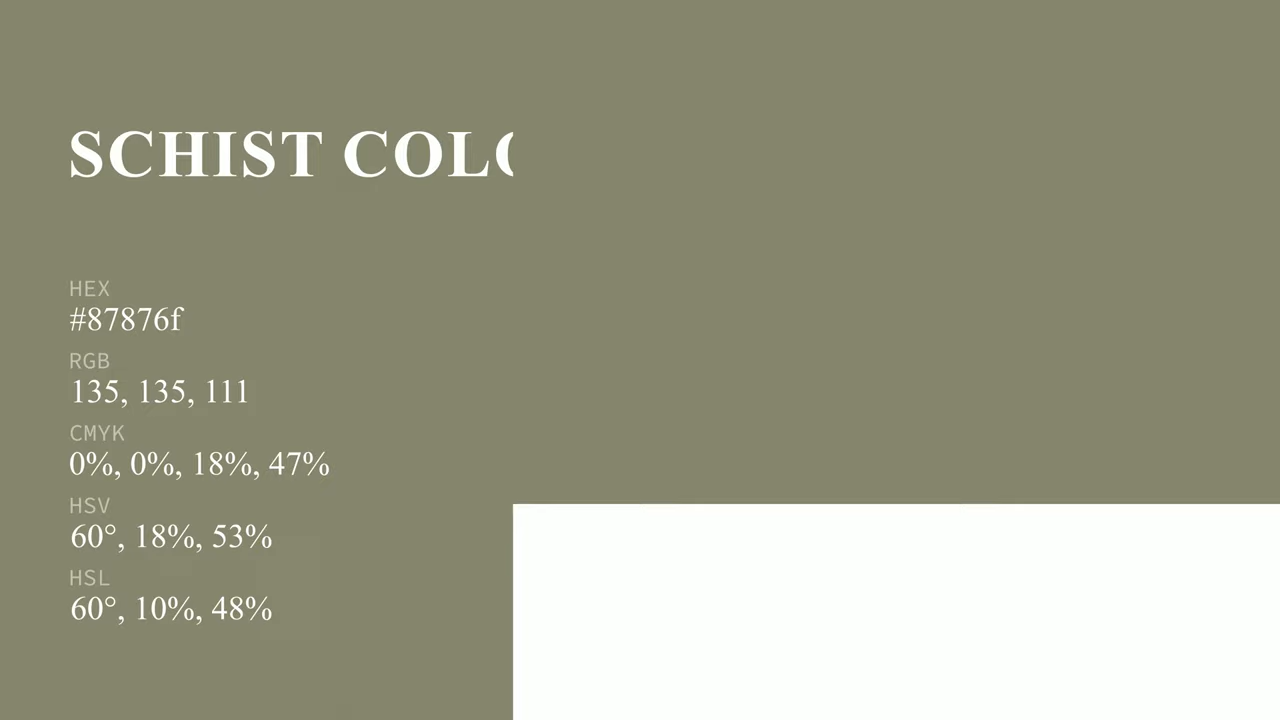 SCHIST COLO
HEX
#87876f
RGB
135, 135, 111
CMYK
0%, 0%, 18%, 47%
HSV
60°, 18%, 53%
HSL
60°, 10%, 48%